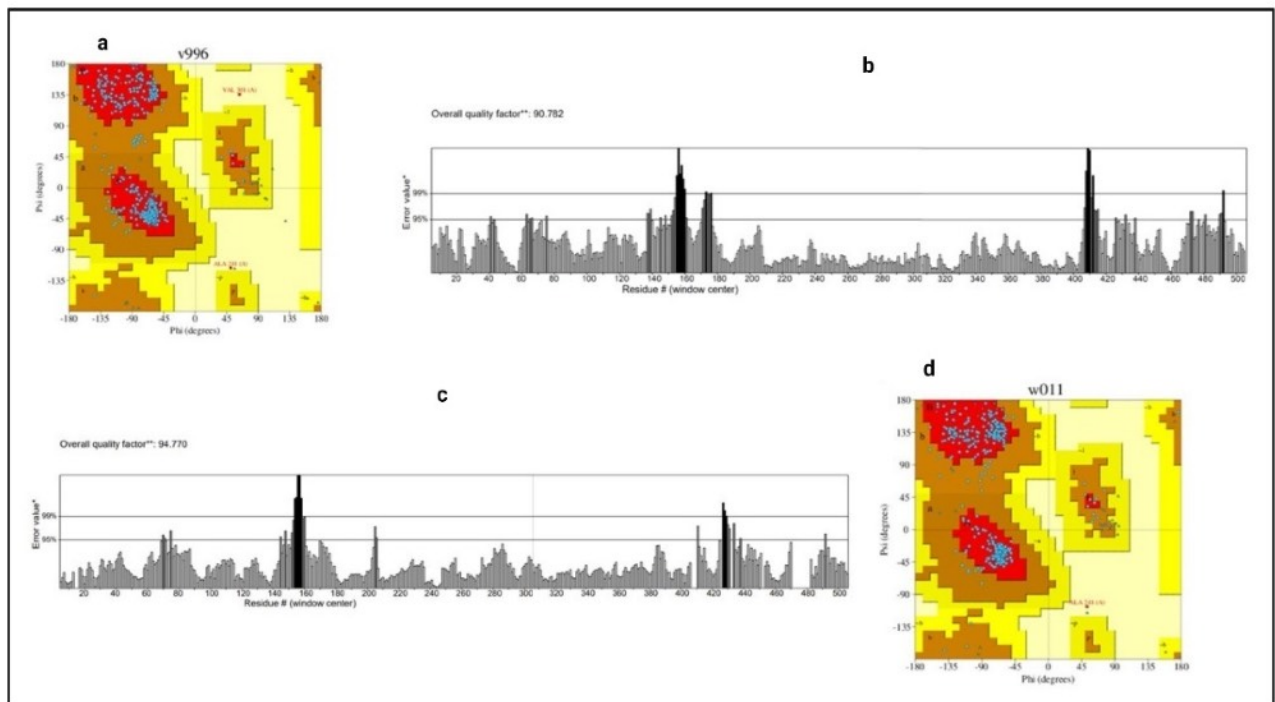 a
v996
180
135
90
45
0
-45
-90
-135
Psi (degrees)
-180 -135 -90 -45 0 45 90 135 180
Phi (degrees)
b
Overall quality factor**: 90.782
Error value*
99%
95%
20 40 60 80 100 120 140 160 180 200 220 240 260 280 300 320 340 360 380 400 420 440 460 480 500
Residue # (window center)
c
Overall quality factor**: 94.770
Error value*
99%
95%
20 40 60 80 100 120 140 160 180 200 220 240 260 280 300 320 340 360 380 400 420 440 460 480 500
Residue # (window center)
d
w011
180
135
90
45
0
-45
-90
-135
Psi (degrees)
-180 -135 -90 -45 0 45 90 135 180
Phi (degrees)